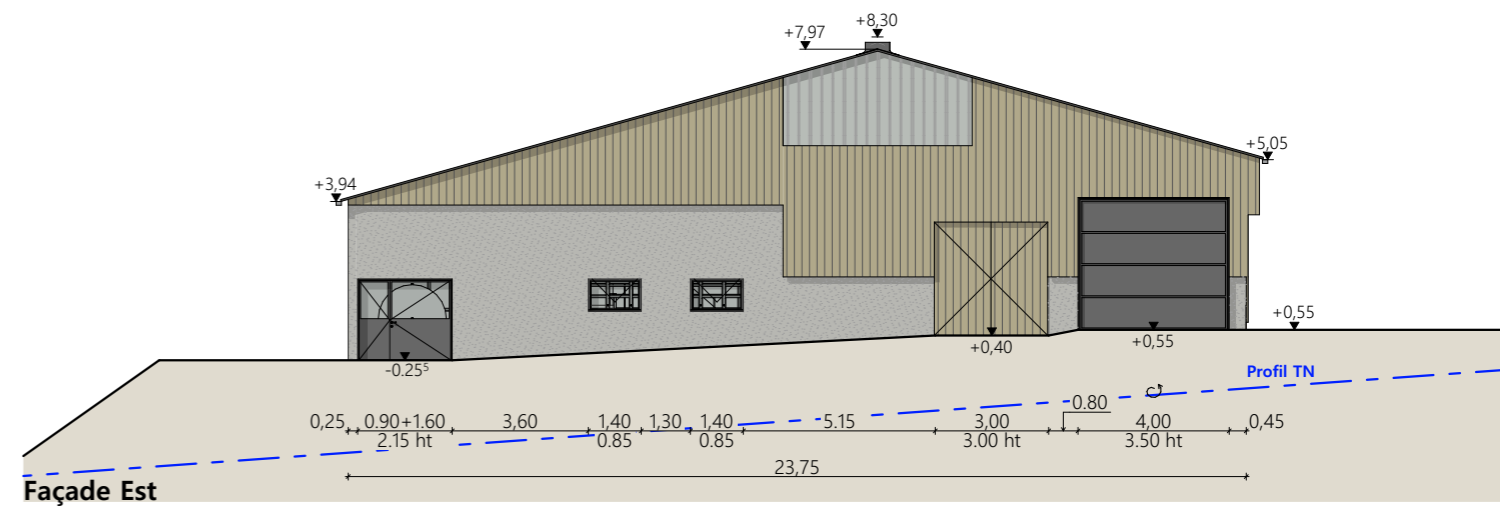 +8,30
+7,97
+5,05
+3,94
+0,55
-0.25⁵
+0,40
+0,55
Profil TN
0.80
0,25 0.90+1.60 3,60 1,40 1,30 1,40 5.15 3,00 4,00 0,45
2.15 ht 0.85 0.85 3.00 ht 3.50 ht
23,75
Façade Est